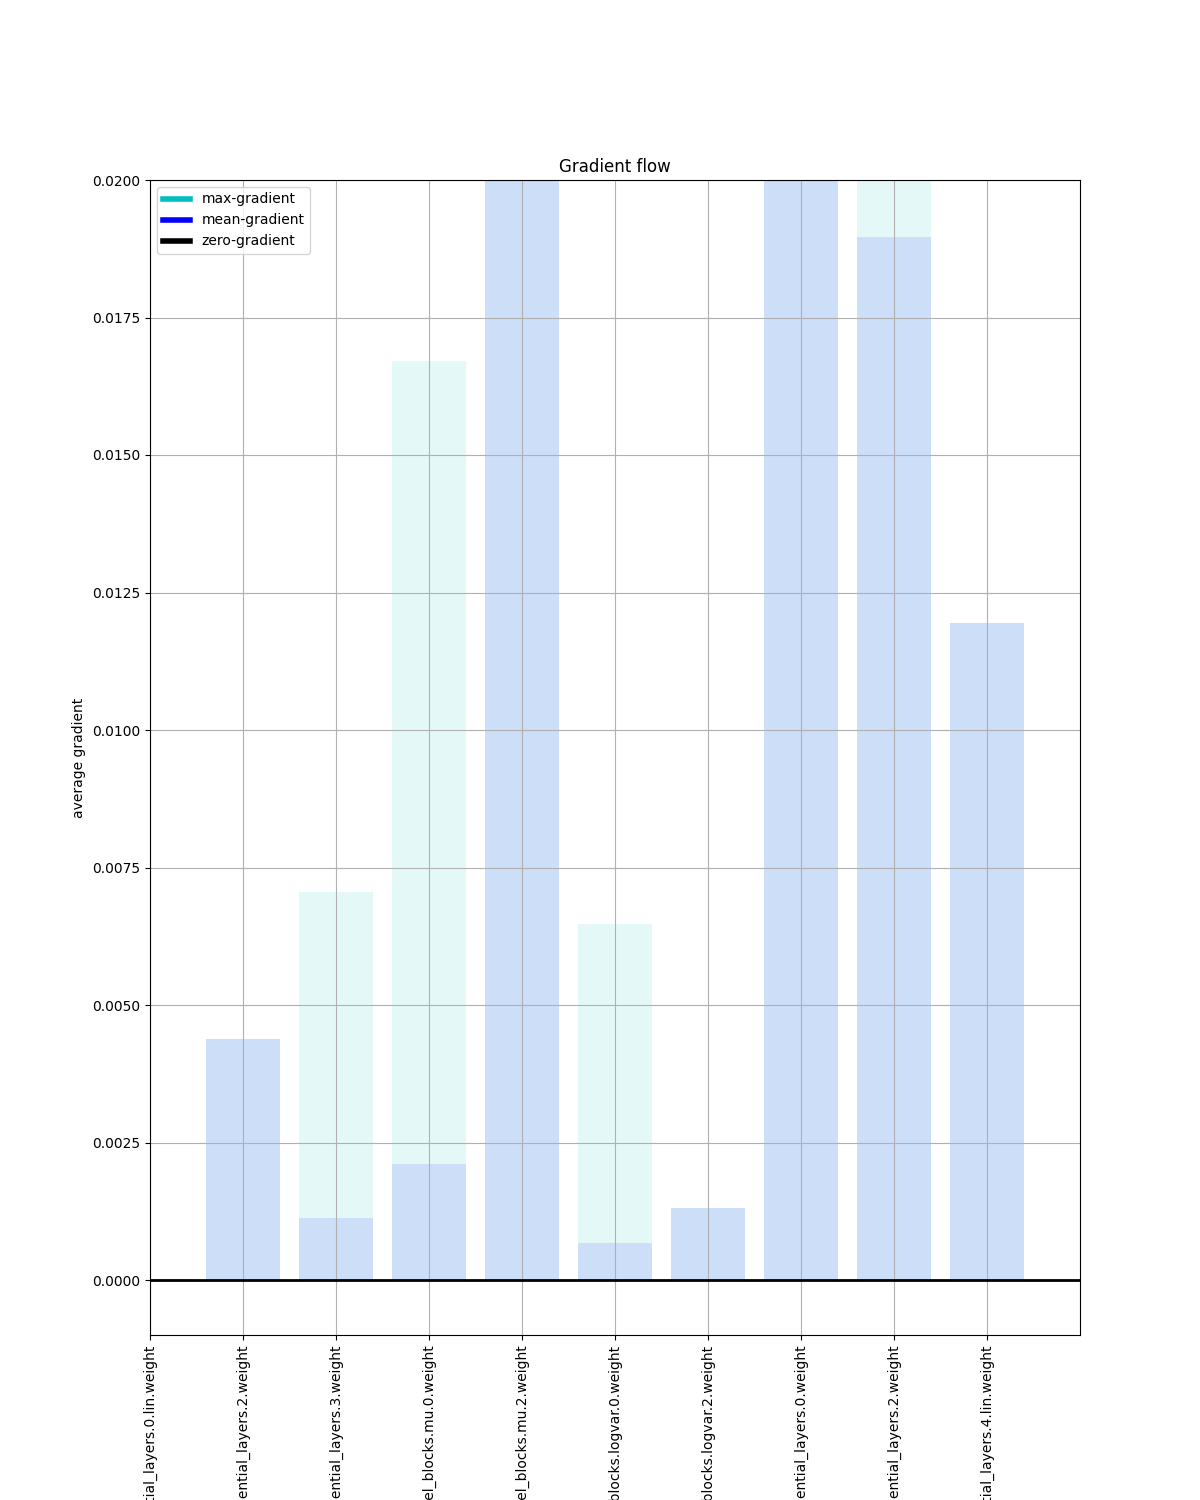 Gradient flow
max-gradient
mean-gradient
zero-gradient
0.0200
0.0175
0.0150
0.0125
0.0100
0.0075
0.0050
0.0025
0.0000
average gradient
tial_layers.0.lin.weight
ential_layers.2.weight
ential_layers.3.weight
el_blocks.mu.0.weight
el_blocks.mu.2.weight
blocks.logvar.0.weight
blocks.logvar.2.weight
ential_layers.0.weight
ential_layers.2.weight
tial_layers.4.lin.weight